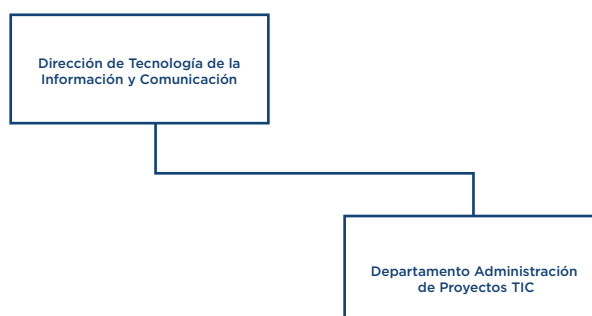 Dirección de Tecnología de la
Información y Comunicación
Departamento Administración
de Proyectos TIC